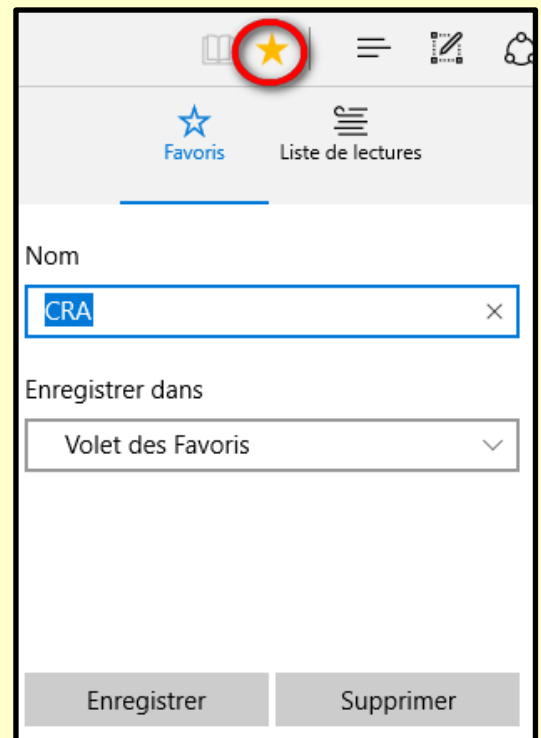 Favoris Liste de lectures
Nom
CRA
Enregistrer dans
Volet des Favoris
Enregistrer Supprimer